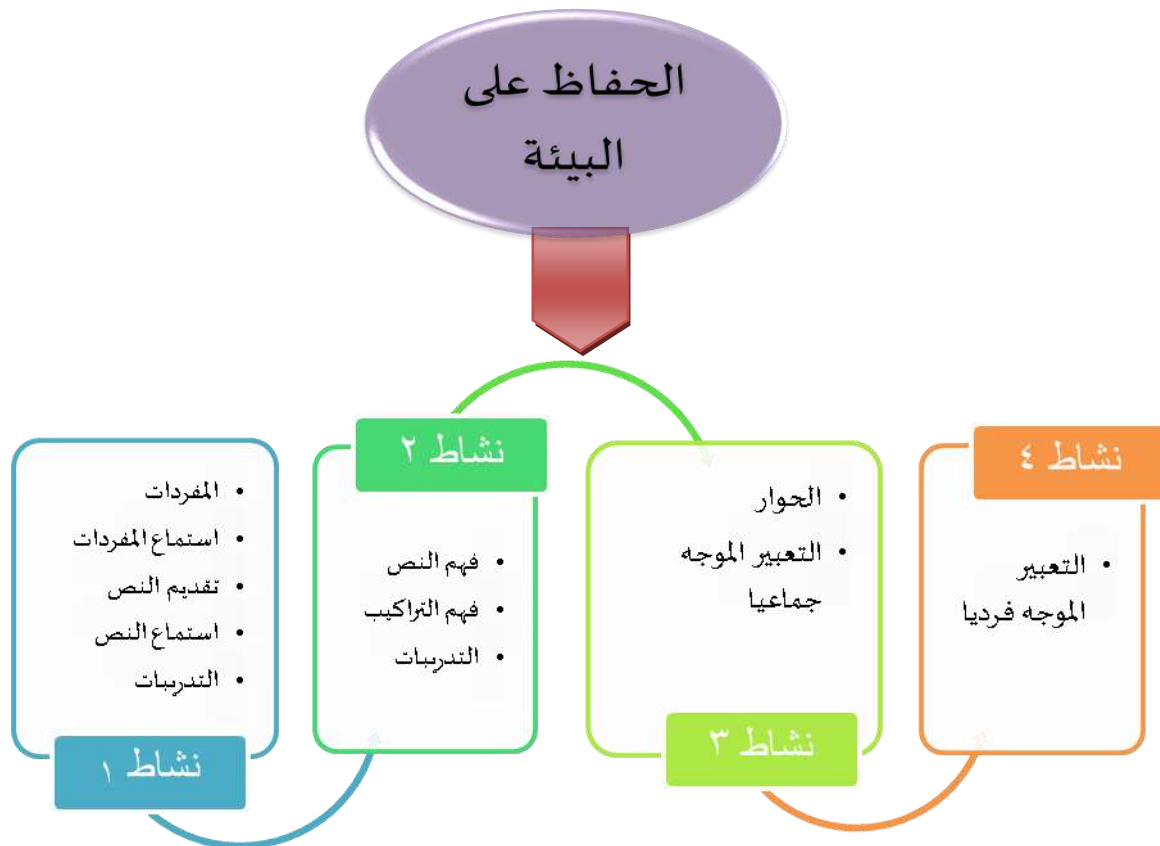 الحفاظ على
البيئة
نشاط ١
• المفردات
• استماع المفردات
• تقديم النص
• استماع النص
• التدريبات
نشاط ٢
• فهم النص
• فهم التراكيب
• التدريبات
نشاط ٣
• الحوار
• التعبير الموجه
جماعيا
نشاط ٤
• التعبير
الموجه فرديا